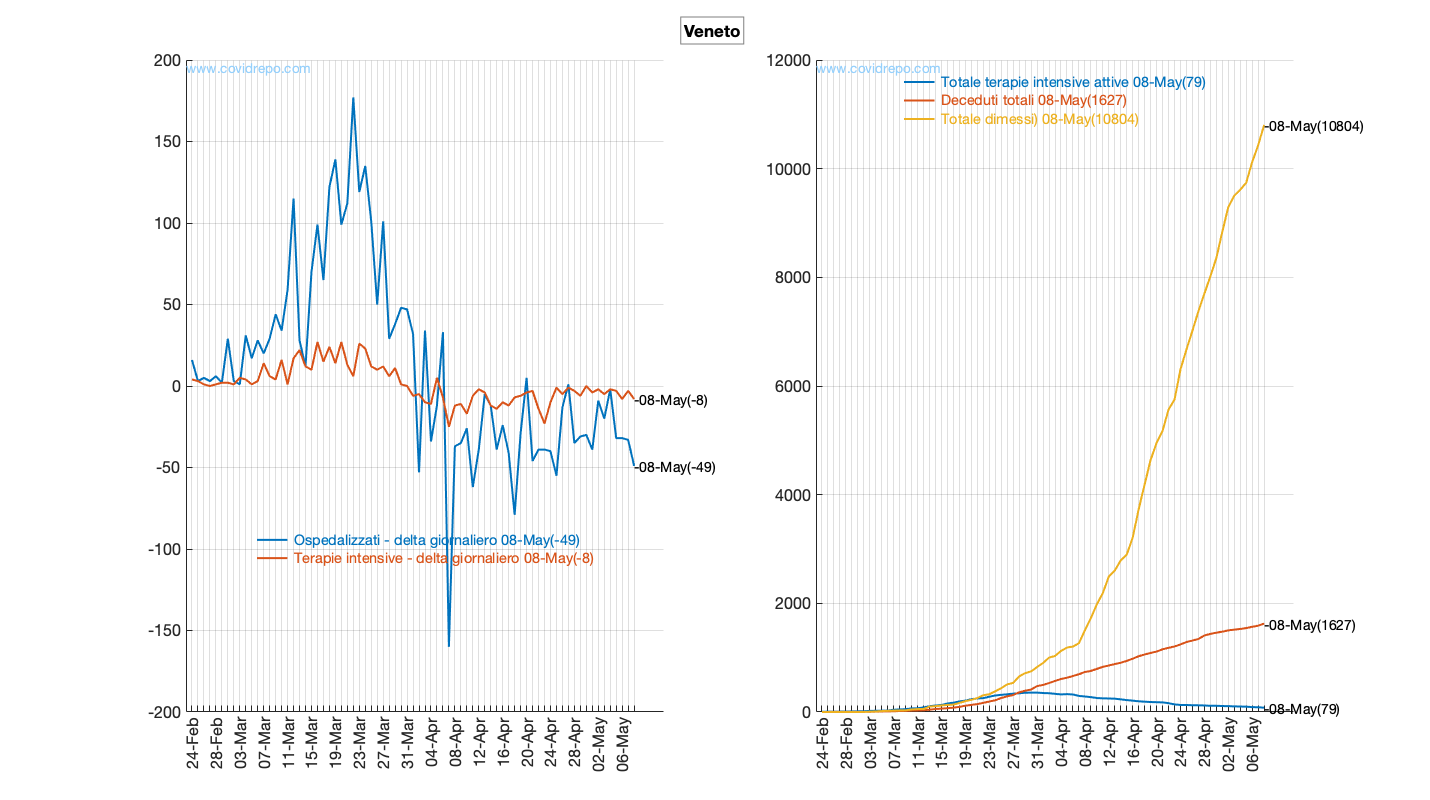 Veneto
www.covidrepo.com
200
150
100
50
0
-50
-100
-150
-200
08-May(-8)
08-May(-49)
Ospedalizzati - delta giornaliero 08-May(-49)
Terapie intensive - delta giornaliero 08-May(-8)
24-Feb
28-Feb
03-Mar
07-Mar
11-Mar
15-Mar
19-Mar
23-Mar
27-Mar
31-Mar
04-Apr
08-Apr
12-Apr
16-Apr
20-Apr
24-Apr
28-Apr
02-May
06-May
www.covidrepo.com
Totale terapie intensive attive 08-May(79)
Deceduti totali 08-May(1627)
Totale dimessi) 08-May(10804)
12000
10000
8000
6000
4000
2000
0
08-May(10804)
08-May(1627)
08-May(79)
24-Feb
28-Feb
03-Mar
07-Mar
11-Mar
15-Mar
19-Mar
23-Mar
27-Mar
31-Mar
04-Apr
08-Apr
12-Apr
16-Apr
20-Apr
24-Apr
28-Apr
02-May
06-May